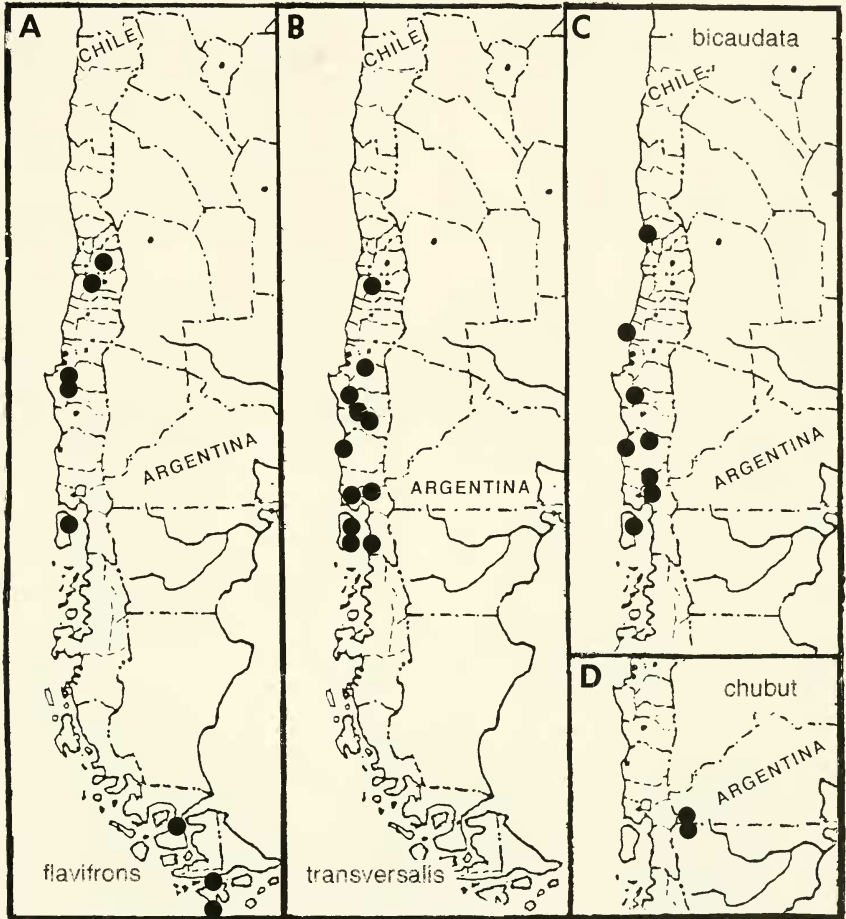 A
CHILE
ARGENTINA
flavifrons
B
CHILE
ARGENTINA
transversalis
C
bicaudata
CHILE
ARGENTINA
D
chubut
ARGENTINA